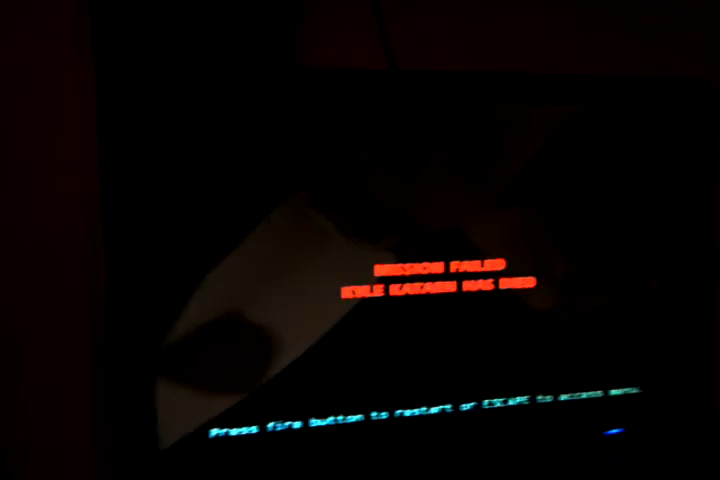 MISSION FAILED
KYLE KATARN HAS DIED
Press fire button to restart or ESCAPE to access menu